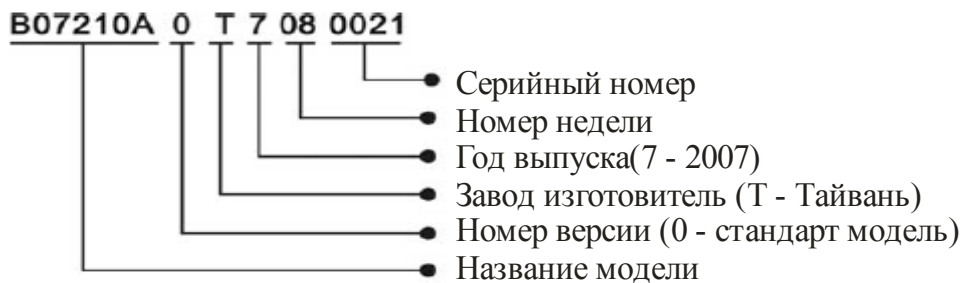 B07210A 0 T 7 08 0021
Серийный номер
Номер недели
Год выпуска(7 - 2007)
Завод изготовитель (Т - Тайвань)
Номер версии (0 - стандарт модель)
Название модели